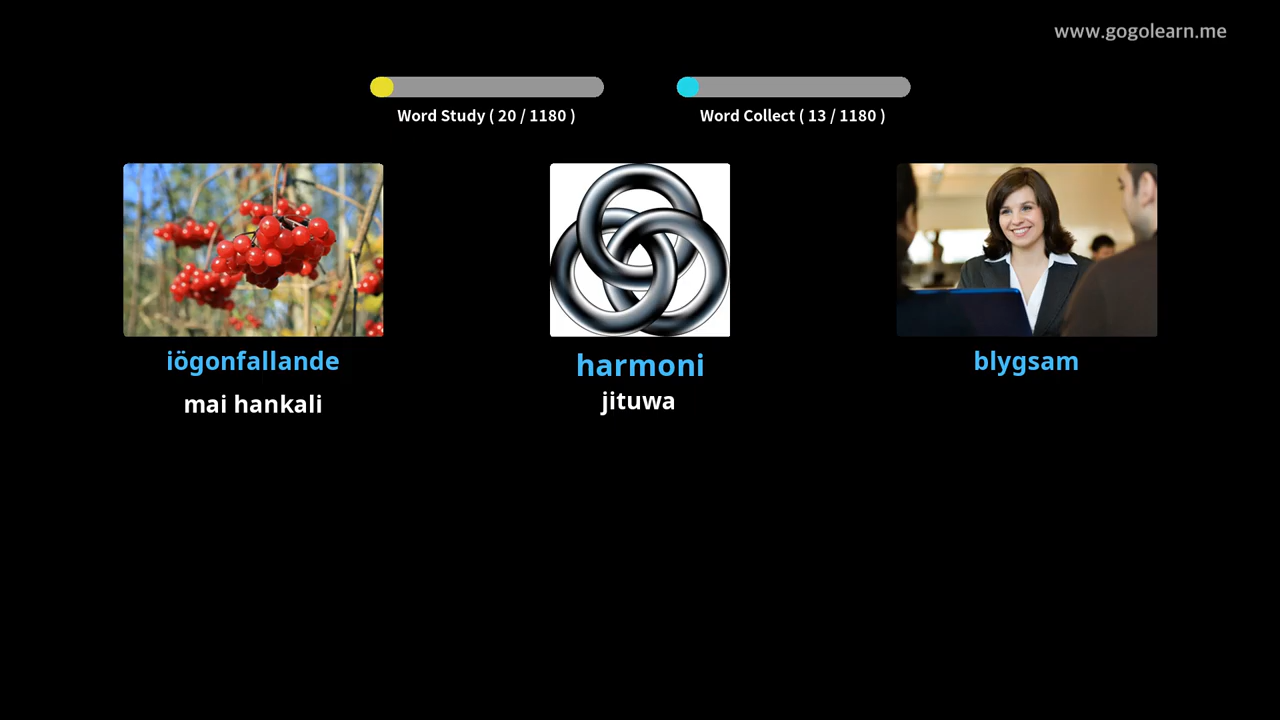 www.gogolearn.me
Word Study ( 20 / 1180 )
Word Collect ( 13 / 1180 )
iögonfallande
harmoni
blygsam
mai hankali
jituwa